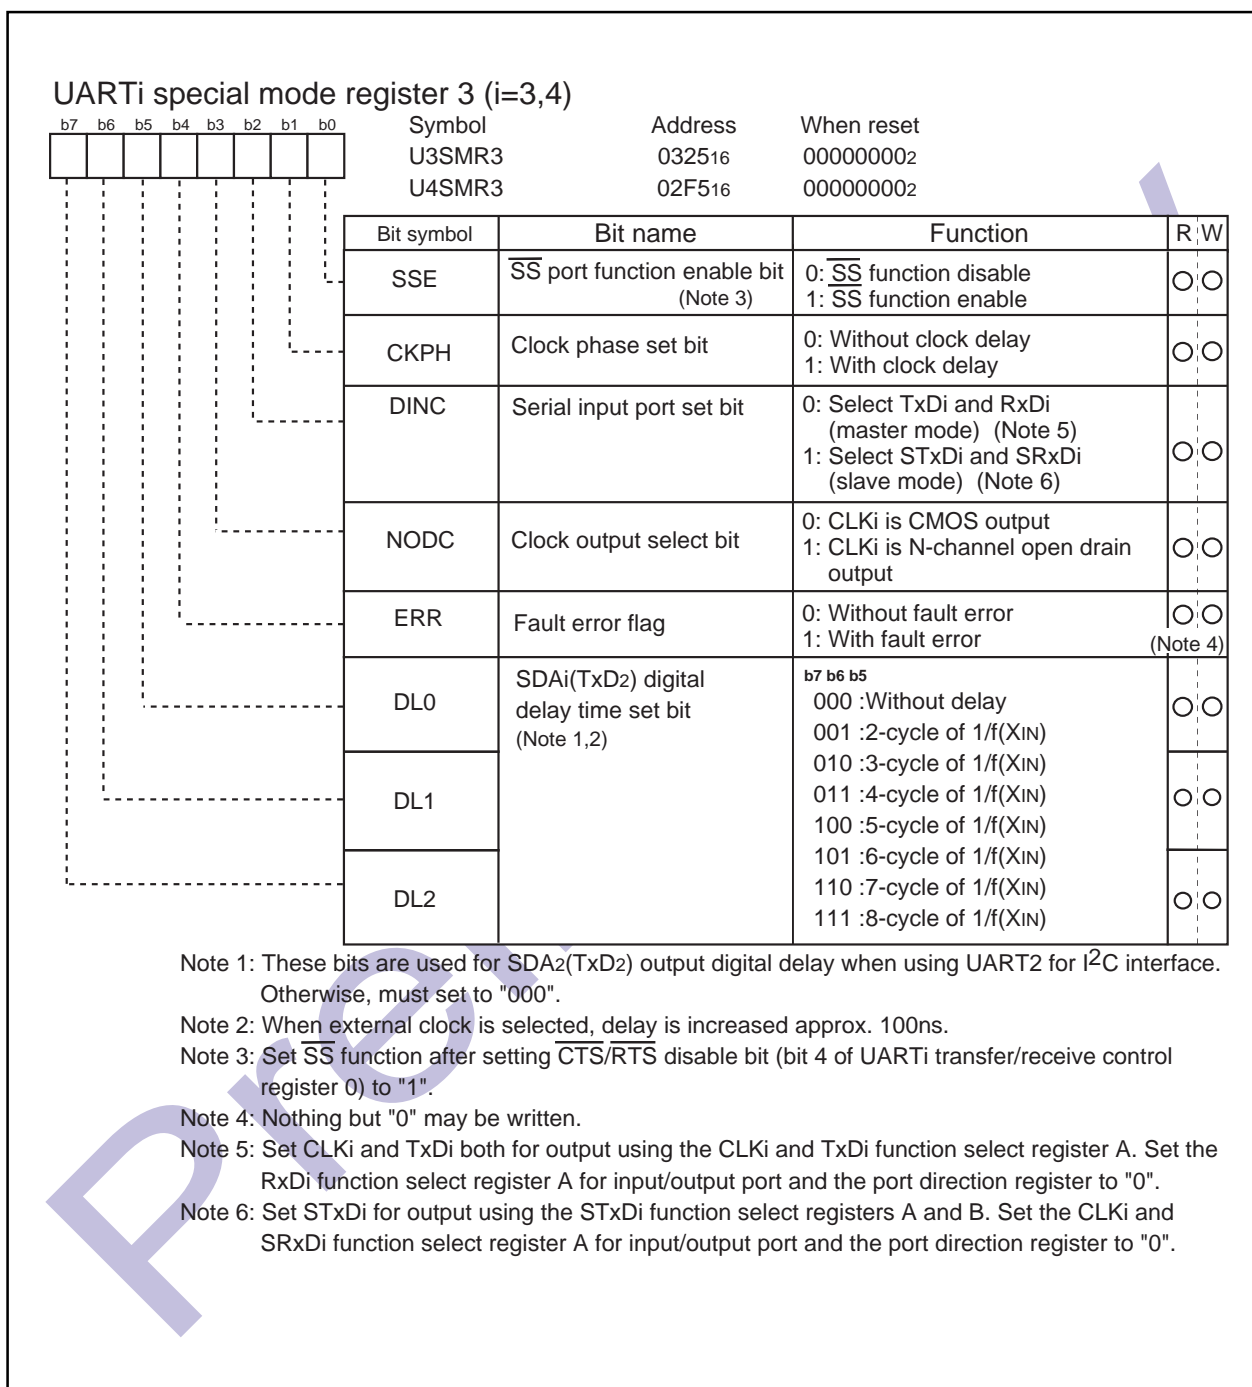 UARTi special mode register 3 (i=3,4)
b7 b6 b5 b4 b3 b2 b1 b0
Symbol Address When reset
U3SMR3 032516 000000002
U4SMR3 02F516 000000002
Bit symbol Bit name Function R W
SSE SS port function enable bit (Note 3)
0: SS function disable
1: SS function enable
CKPH Clock phase set bit
0: Without clock delay
1: With clock delay
DINC Serial input port set bit
0: Select TxDi and RxDi
(master mode) (Note 5)
1: Select STxDi and SRxDi
(slave mode) (Note 6)
NODC Clock output select bit
0: CLKi is CMOS output
1: CLKi is N-channel open drain
output
ERR Fault error flag
0: Without fault error
1: With fault error
(Note 4)
DL0
SDAi(TxD2) digital
delay time set bit
(Note 1,2)
b7 b6 b5
000 :Without delay
001 :2-cycle of 1/f(XIN)
010 :3-cycle of 1/f(XIN)
DL1
011 :4-cycle of 1/f(XIN)
100 :5-cycle of 1/f(XIN)
101 :6-cycle of 1/f(XIN)
DL2
110 :7-cycle of 1/f(XIN)
111 :8-cycle of 1/f(XIN)
Note 1: These bits are used for SDA2(TxD2) output digital delay when using UART2 for I2C interface.
Otherwise, must set to "000".
Note 2: When external clock is selected, delay is increased approx. 100ns.
Note 3: Set SS function after setting CTS/RTS disable bit (bit 4 of UARTi transfer/receive control
register 0) to "1".
Note 4: Nothing but "0" may be written.
Note 5: Set CLKi and TxDi both for output using the CLKi and TxDi function select register A. Set the
RxDi function select register A for input/output port and the port direction register to "0".
Note 6: Set STxDi for output using the STxDi function select registers A and B. Set the CLKi and
SRxDi function select register A for input/output port and the port direction register to "0".